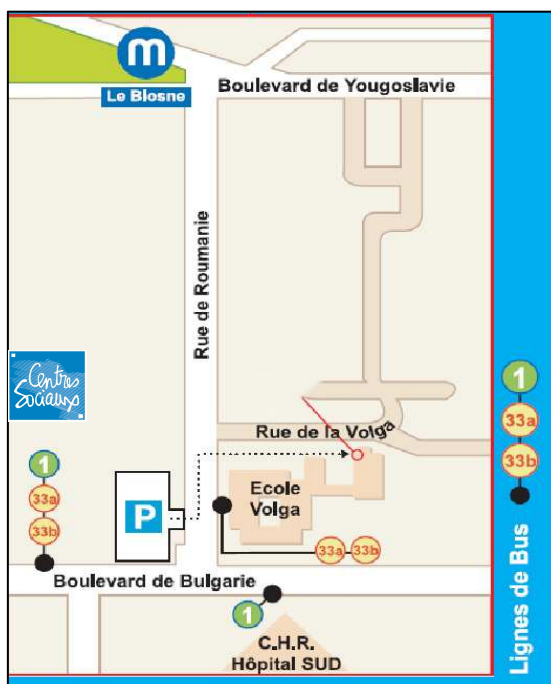 m
Le Blosne
Boulevard de Yougoslavie
Rue de Roumanie
Centres
Sociaux
Rue de la Volga
1
33a
33b
P
Ecole
Volga
33a 33b
Boulevard de Bulgarie
1
C.H.R.
Hôpital SUD
1
33a
33b
Lignes de Bus